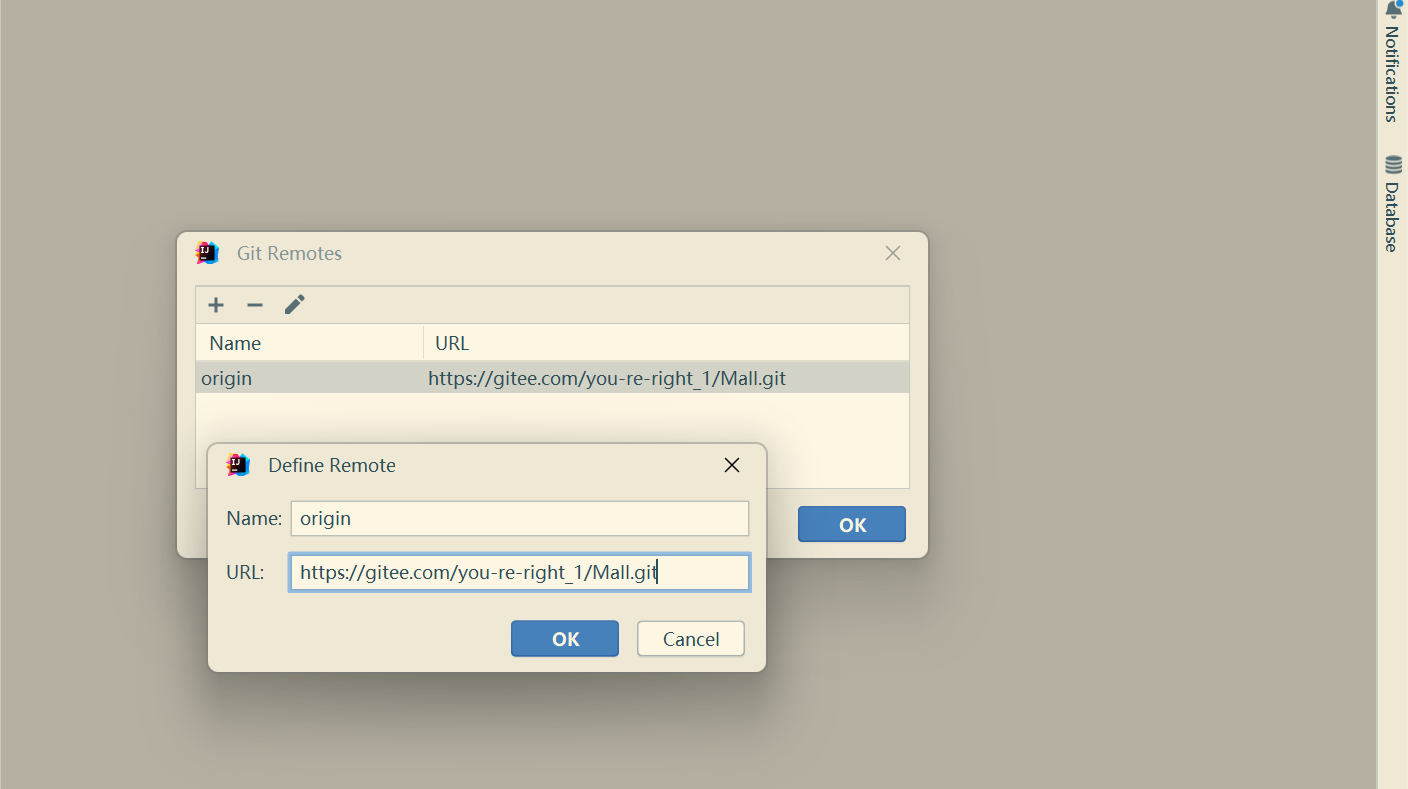 Notifications
Database
Git Remotes
Name URL
origin https://gitee.com/you-re-right_1/Mall.git
OK
Define Remote
Name: origin
URL: https://gitee.com/you-re-right_1/Mall.git
OK Cancel